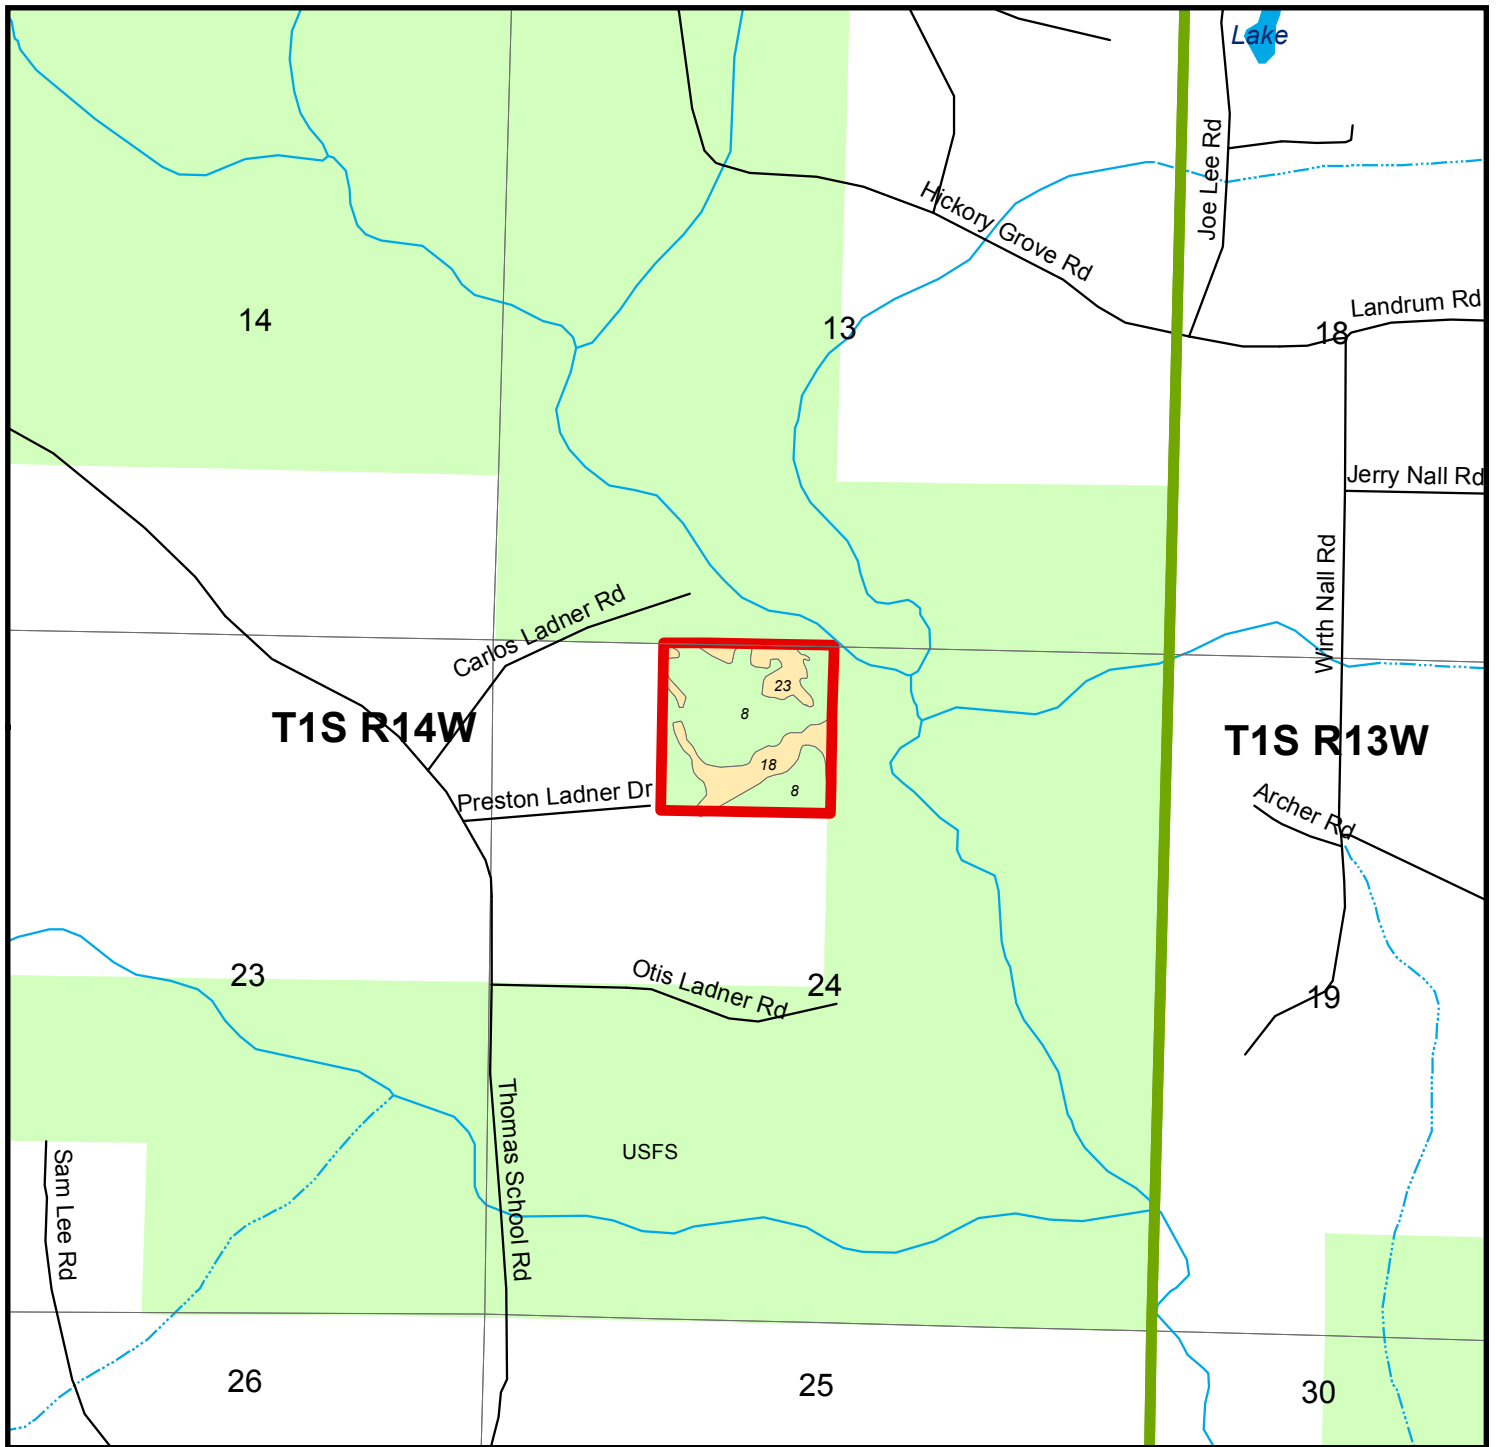 Lake
Joe Lee Rd
Hickory Grove Rd
14
13
18
Landrum Rd
Jerry Nall Rd
Wirth Nall Rd
Carlos Ladner Rd
23
8
T1S R14W
T1S R13W
18
8
Preston Ladner Dr
Archer Rd
23
Otis Ladner Rd
24
19
Thomas School Rd
USFS
Sam Lee Rd
26
25
30